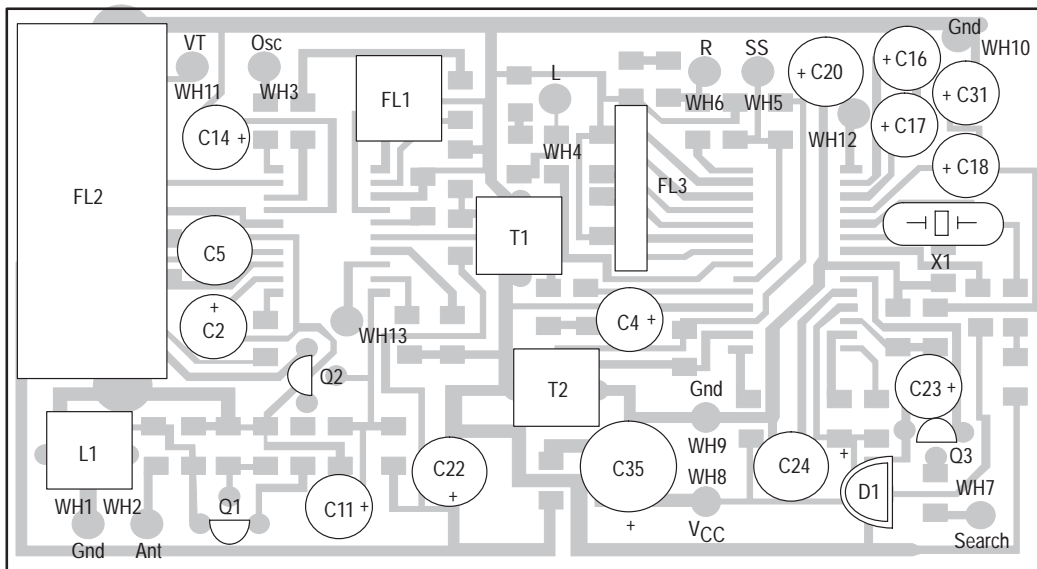 VT
WH11
Osc
WH3
C14 +
FL1
L
WH4
R
WH6
SS
WH5
+ C20
WH12
+ C16
Gnd
WH10
+ C31
+ C17
+ C18
FL2
FL3
T1
X1
C5
+
C2
WH13
C4 +
Q2
T2
Gnd
WH9
C23 +
L1
C22
+
C35
+
C24
+
Q3
WH8
VCC
D1
WH7
Search
WH1
WH2
Q1
C11 +
Gnd
Ant